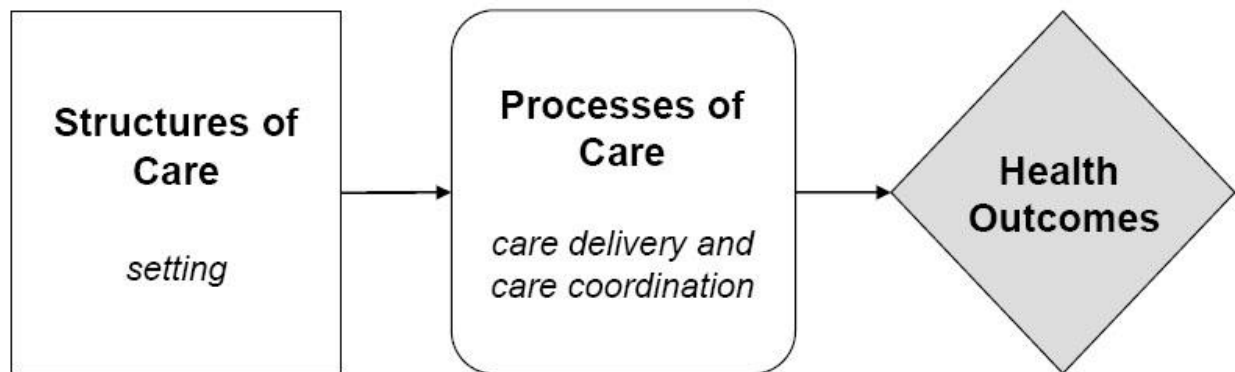 Structures of
Care
setting
Processes of
Care
care delivery and
care coordination
Health
Outcomes